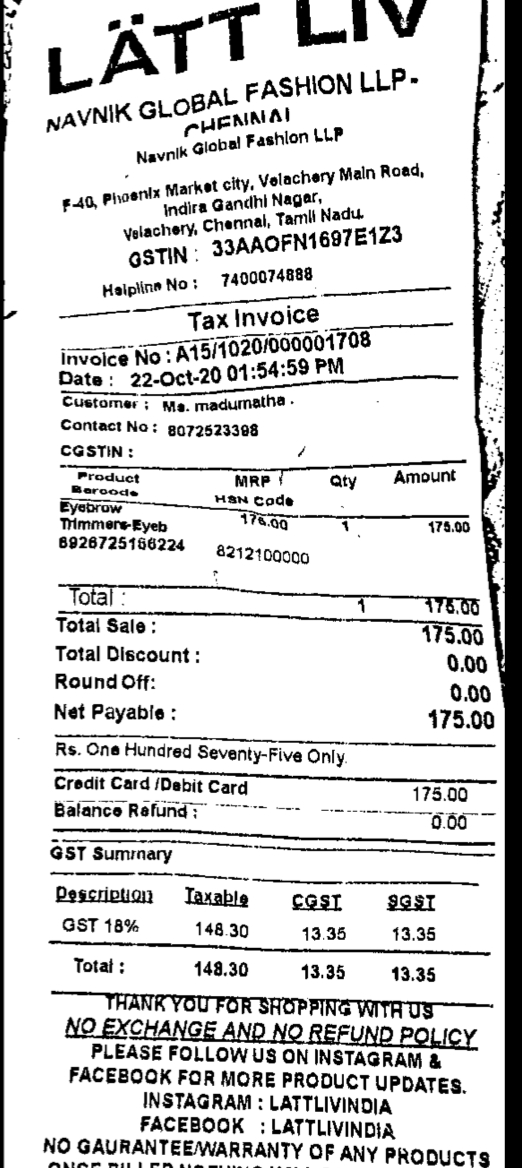 LÄTT LIV
NAVNIK GLOBAL FASHION LLP-
CHENNAI
Navnik Global Fashion LLP
F-40, Phoenix Market city, Velachery Main Road,
Indira Gandhi Nagar,
Velachery, Chennai, Tamil Nadu.
GSTIN : 33AAOFN1697E1Z3
Helpline No : 7400074888
Tax Invoice
Invoice No : A15/1020/000001708
Date : 22-Oct-20 01:54:59 PM
Customer : Ms. madumatha .
Contact No : 8072523398
CGSTIN :
Product MRP Qty Amount
Barcode HSN Code
Eyebrow
Trimmers-Eyeb 175.00 1 175.00
8926725166224 8212100000
Total : 1 175.00
Total Sale : 175.00
Total Discount : 0.00
Round Off: 0.00
Net Payable : 175.00
Rs. One Hundred Seventy-Five Only.
Credit Card /Debit Card 175.00
Balance Refund : 0.00
GST Summary
Description Taxable CGST SGST
GST 18% 148.30 13.35 13.35
Total : 148.30 13.35 13.35
THANK YOU FOR SHOPPING WITH US
NO EXCHANGE AND NO REFUND POLICY
PLEASE FOLLOW US ON INSTAGRAM &
FACEBOOK FOR MORE PRODUCT UPDATES.
INSTAGRAM : LATTLIVINDIA
FACEBOOK : LATTLIVINDIA
NO GAURANTEE/WARRANTY OF ANY PRODUCTS